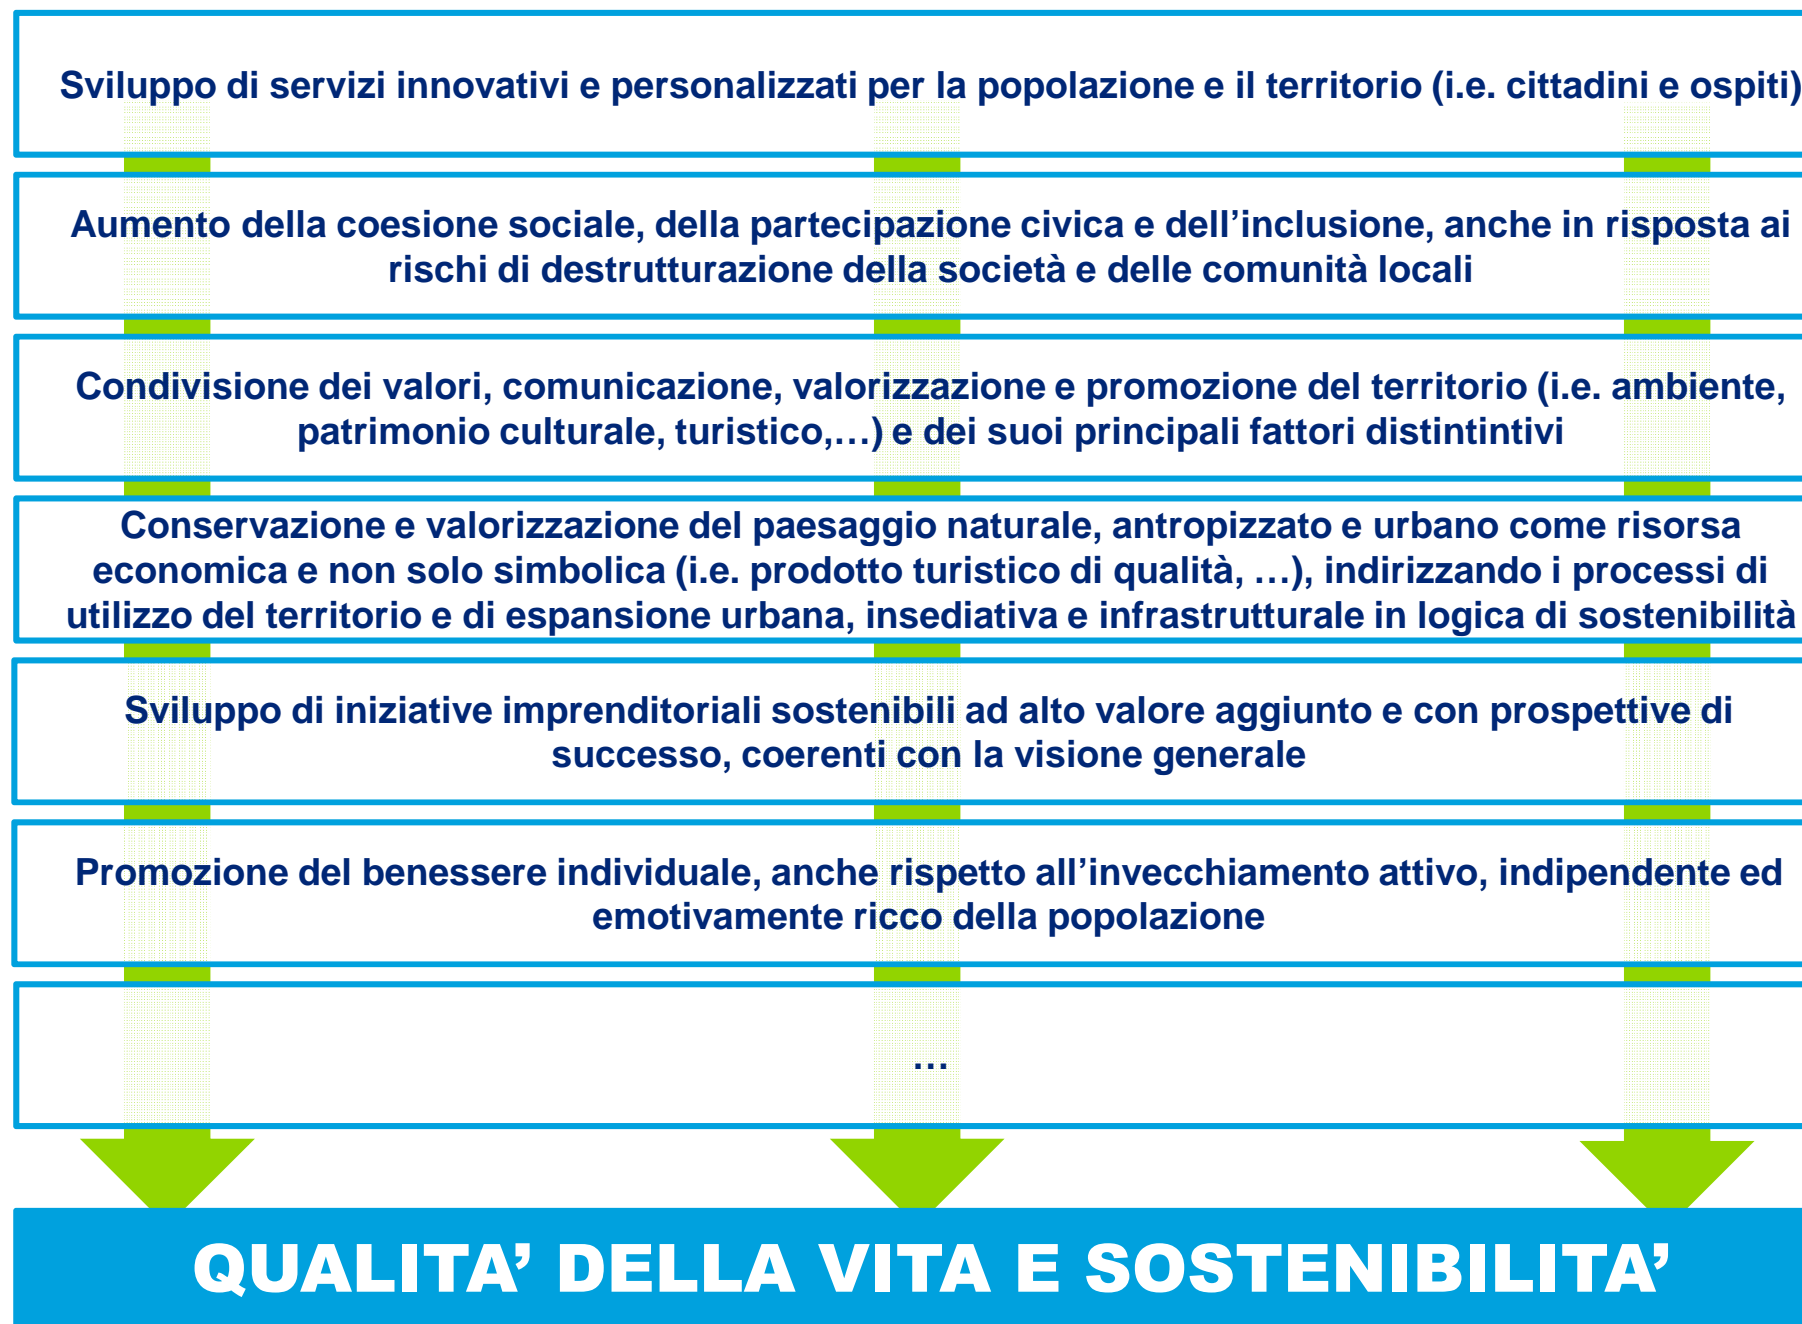 Sviluppo di servizi innovativi e personalizzati per la popolazione e il territorio (i.e. cittadini e ospiti)
Aumento della coesione sociale, della partecipazione civica e dell’inclusione, anche in risposta ai
rischi di destrutturazione della società e delle comunità locali
Condivisione dei valori, comunicazione, valorizzazione e promozione del territorio (i.e. ambiente,
patrimonio culturale, turistico,…) e dei suoi principali fattori distintintivi
Conservazione e valorizzazione del paesaggio naturale, antropizzato e urbano come risorsa
economica e non solo simbolica (i.e. prodotto turistico di qualità, …), indirizzando i processi di
utilizzo del territorio e di espansione urbana, insediativa e infrastrutturale in logica di sostenibilità
Sviluppo di iniziative imprenditoriali sostenibili ad alto valore aggiunto e con prospettive di
successo, coerenti con la visione generale
Promozione del benessere individuale, anche rispetto all’invecchiamento attivo, indipendente ed
emotivamente ricco della popolazione
…
QUALITA’ DELLA VITA E SOSTENIBILITA’